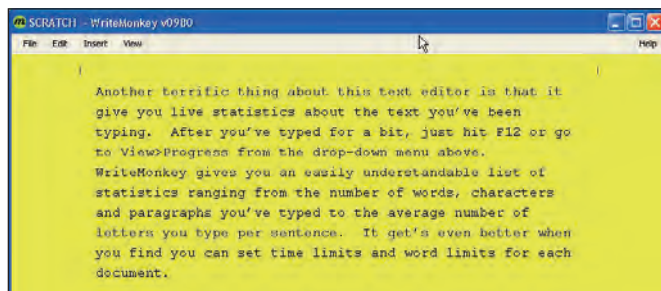 SCRATCH - WriteMonkey v0980
File Edit Insert View Help
Another terrific thing about this text editor is that it
give you live statistics about the text you've been
typing. After you've typed for a bit, just hit F12 or go
to View>Progress from the drop-down menu above.
WriteMonkey gives you an easily understandable list of
statistics ranging from the number of words, characters
and paragraphs you've typed to the average number of
letters you type per sentence. It get's even better when
you find you can set time limits and word limits for each
document.